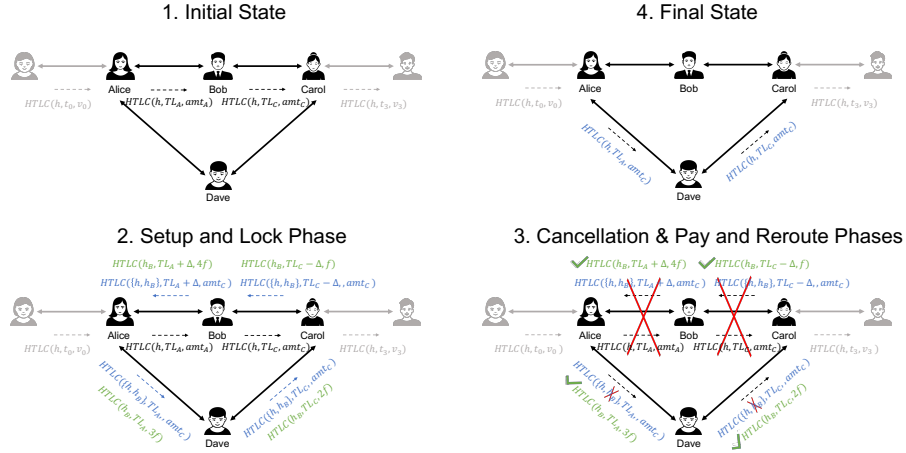 1. Initial State
Alice
Bob
Carol
HTLC(h, t₀, v₀)
HTLC(h, TL_A, amt_A)
HTLC(h, TL_C, amt_C)
HTLC(h, t₃, v₃)
Dave
4. Final State
Alice
Bob
Carol
HTLC(h, t₀, v₀)
HTLC(h, t₃, v₃)
HTLC(h, TL_A, amt_C)
HTLC(h, TL_C, amt_C)
Dave
2. Setup and Lock Phase
HTLC(h_B, TL_A + Δ, 4f)
HTLC(h_B, TL_C − Δ, f)
HTLC({h, h_B}, TL_A + Δ, amt_C)
HTLC({h, h_B}, TL_C − Δ, , amt_C)
Alice
Bob
Carol
HTLC(h, t₀, v₀)
HTLC(h, TL_A, amt_A)
HTLC(h, TL_C, amt_C)
HTLC(h, t₃, v₃)
HTLC({h, h_B}, TL_A, , amt_C)
HTLC(h_B, TL_A, 3f)
HTLC({h, h_B}, TL_C, , amt_C)
HTLC(h_B, TL_C, 2f)
Dave
3. Cancellation & Pay and Reroute Phases
HTLC(h_B, TL_A + Δ, 4f)
HTLC(h_B, TL_C − Δ, f)
HTLC({h, h_B}, TL_A + Δ, amt_C)
HTLC({h, h_B}, TL_C − Δ, , amt_C)
Alice
Bob
Carol
HTLC(h, t₀, v₀)
HTLC(h, TL_A, amt_A)
HTLC(h, TL_C, amt_C)
HTLC(h, t₃, v₃)
HTLC({h, h_B}, TL_A, , amt_C)
HTLC(h_B, TL_A, 3f)
HTLC({h, h_B}, TL_C, , amt_C)
HTLC(h_B, TL_C, 2f)
Dave